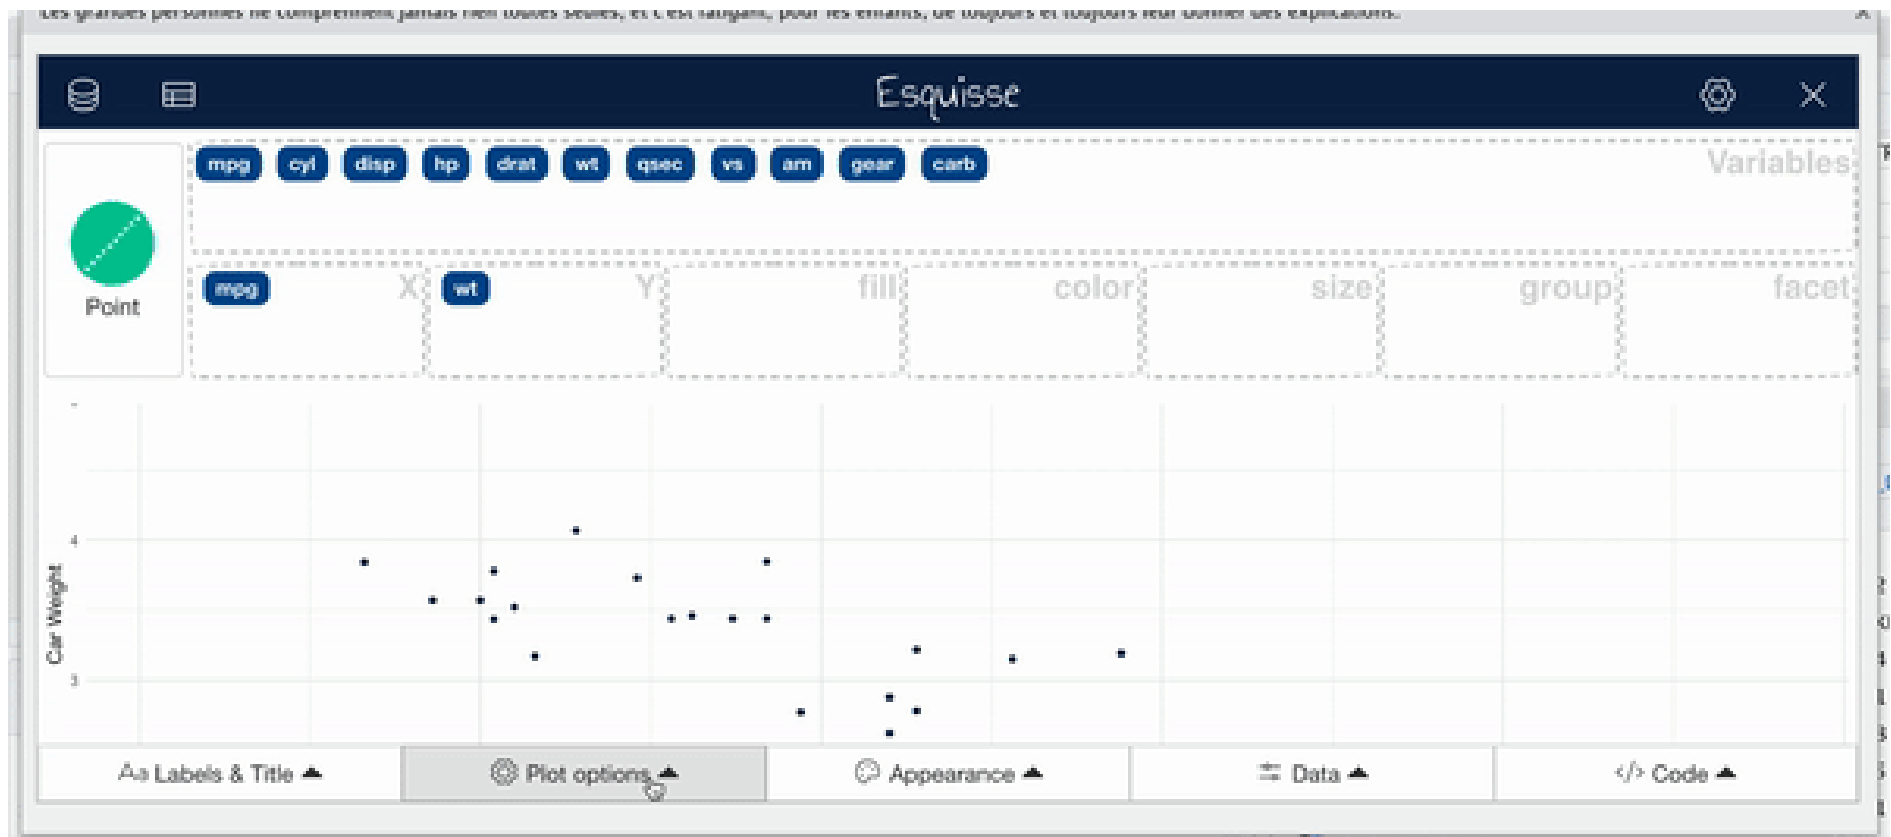 Les grandes personnes ne comprennent jamais rien toutes seules, et c'est fatigant, pour les enfants, de toujours et toujours leur donner des explications.
Esquisse
mpg cyl disp hp drat wt qsec vs am gear carb Variables
Point
mpg X wt Y fill color size group facet
4
Car Weight
3
Aa Labels & Title Plot options Appearance Data </> Code